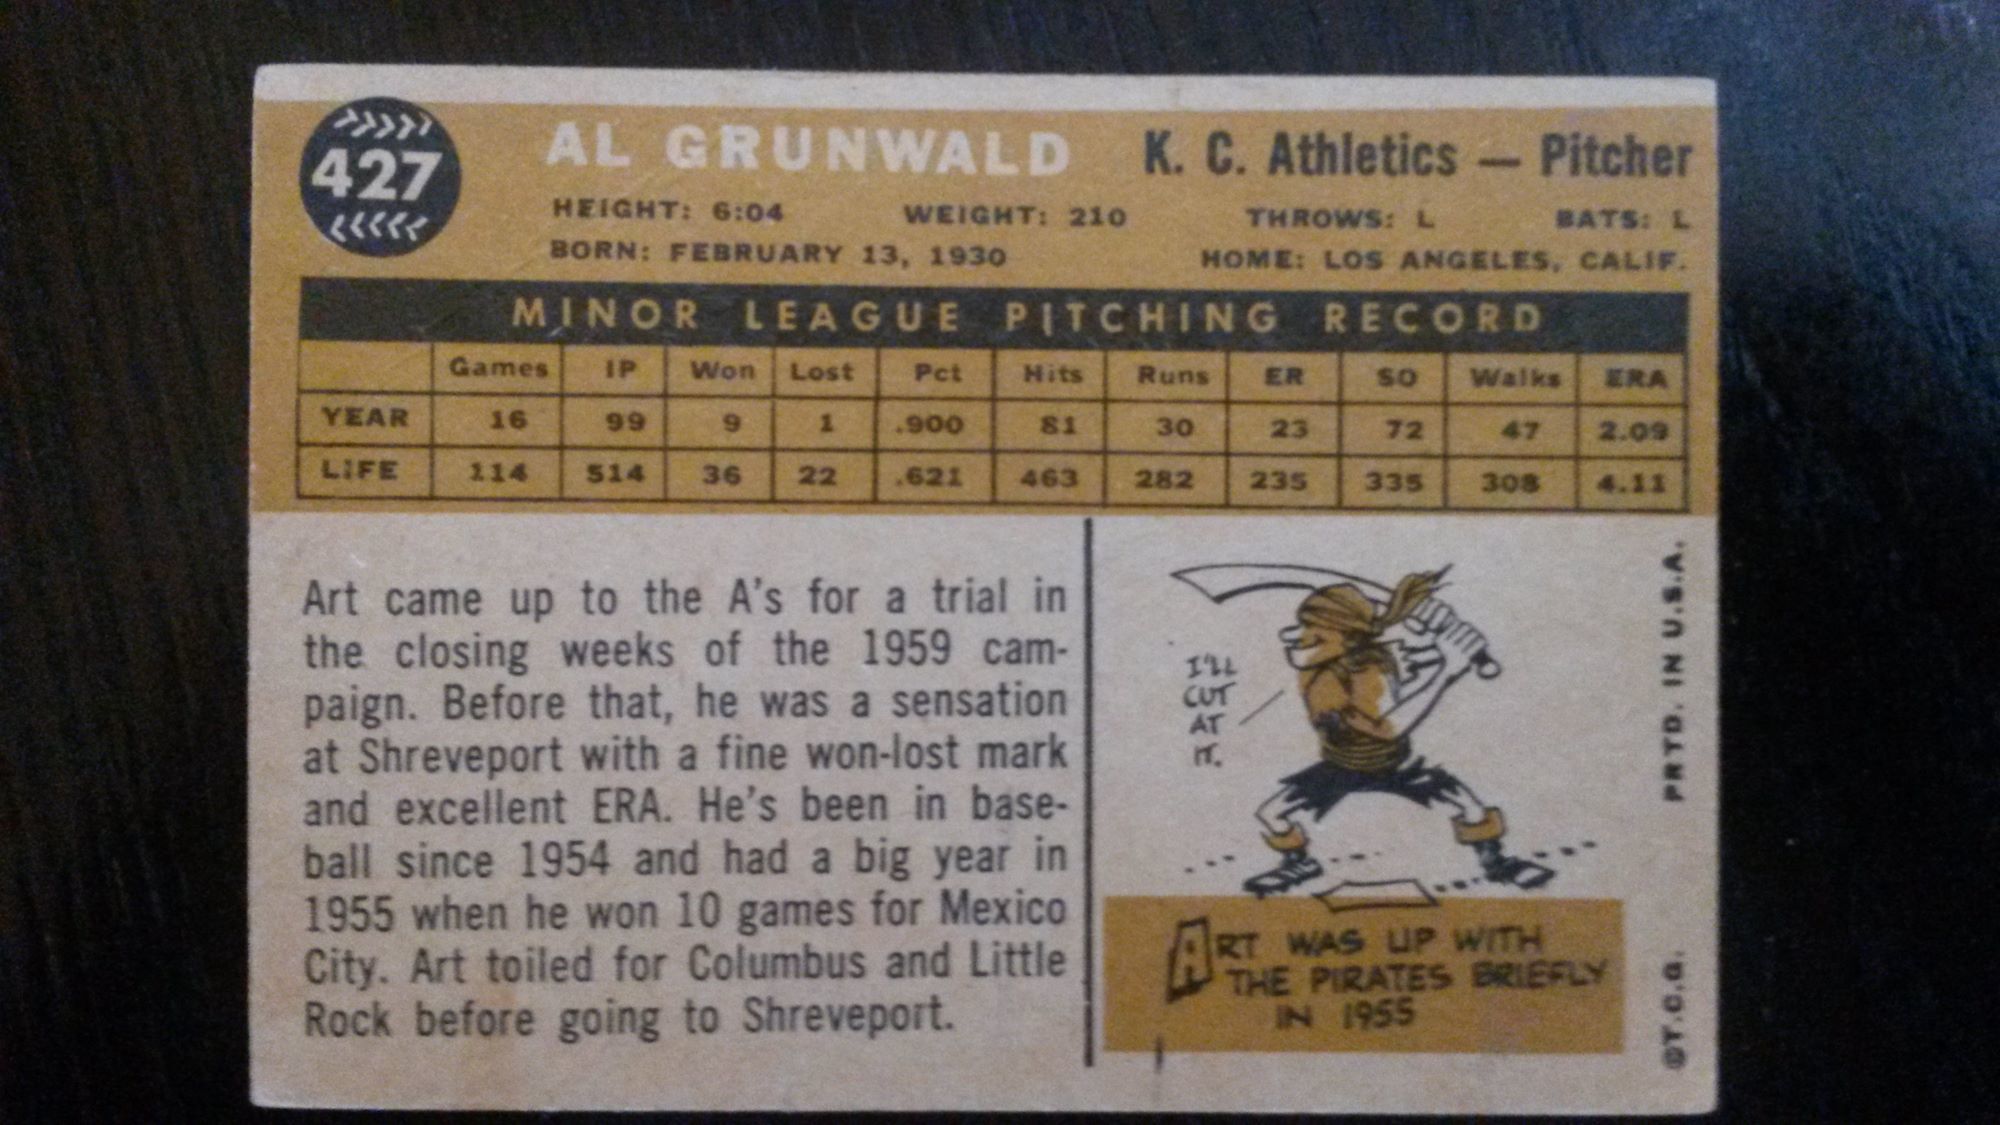 427
AL GRUNWALD K. C. Athletics — Pitcher
HEIGHT: 6:04 WEIGHT: 210 THROWS: L BATS: L
BORN: FEBRUARY 13, 1930 HOME: LOS ANGELES, CALIF.
MINOR LEAGUE PITCHING RECORD
Games IP Won Lost Pct Hits Runs ER SO Walks ERA
YEAR 16 99 9 1 .900 81 30 23 72 47 2.09
LIFE 114 514 36 22 .621 463 282 235 335 308 4.11
Art came up to the A's for a trial in
the closing weeks of the 1959 cam-
paign. Before that, he was a sensation
at Shreveport with a fine won-lost mark
and excellent ERA. He's been in base-
ball since 1954 and had a big year in
1955 when he won 10 games for Mexico
City. Art toiled for Columbus and Little
Rock before going to Shreveport.
I'LL
CUT
AT
IT.
ART WAS UP WITH
THE PIRATES BRIEFLY
IN 1955
©T.C.G. PRTD. IN U.S.A.